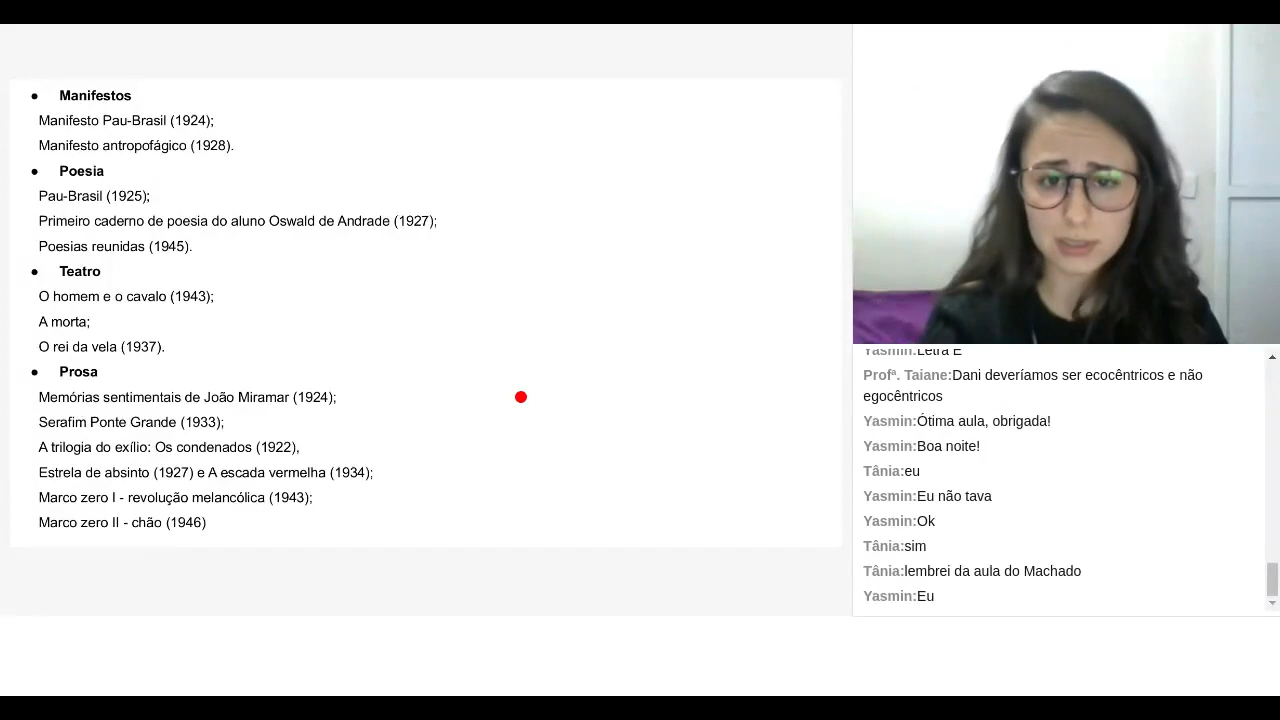 ● Manifestos
Manifesto Pau-Brasil (1924);
Manifesto antropofágico (1928).
● Poesia
Pau-Brasil (1925);
Primeiro caderno de poesia do aluno Oswald de Andrade (1927);
Poesias reunidas (1945).
● Teatro
O homem e o cavalo (1943);
A morta;
O rei da vela (1937).
● Prosa
Memórias sentimentais de João Miramar (1924);
Serafim Ponte Grande (1933);
A trilogia do exílio: Os condenados (1922),
Estrela de absinto (1927) e A escada vermelha (1934);
Marco zero I - revolução melancólica (1943);
Marco zero II - chão (1946)
Yasmin:Letra E
Profª. Taiane:Dani deveríamos ser ecocêntricos e não
egocêntricos
Yasmin:Ótima aula, obrigada!
Yasmin:Boa noite!
Tânia:eu
Yasmin:Eu não tava
Yasmin:Ok
Tânia:sim
Tânia:lembrei da aula do Machado
Yasmin:Eu